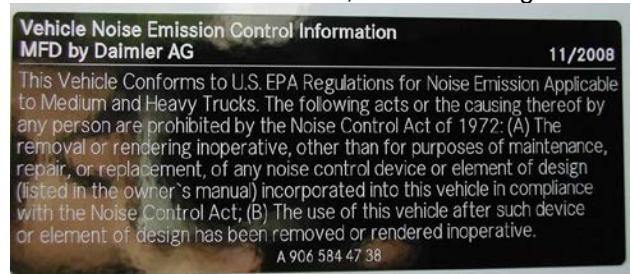 Vehicle Noise Emission Control Information
MFD by Daimler AG 11/2008
This Vehicle Conforms to U.S. EPA Regulations for Noise Emission Applicable
to Medium and Heavy Trucks. The following acts or the causing thereof by
any person are prohibited by the Noise Control Act of 1972: (A) The
removal or rendering inoperative, other than for purposes of maintenance,
repair, or replacement, of any noise control device or element of design
(listed in the owner`s manual) incorporated into this vehicle in compliance
with the Noise Control Act; (B) The use of this vehicle after such device
or element of design has been removed or rendered inoperative.
A 906 584 47 38